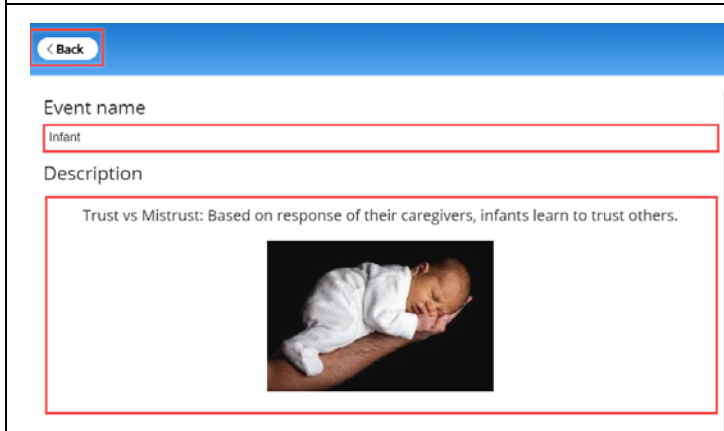 < Back
Event name
Infant
Description
Trust vs Mistrust: Based on response of their caregivers, infants learn to trust others.